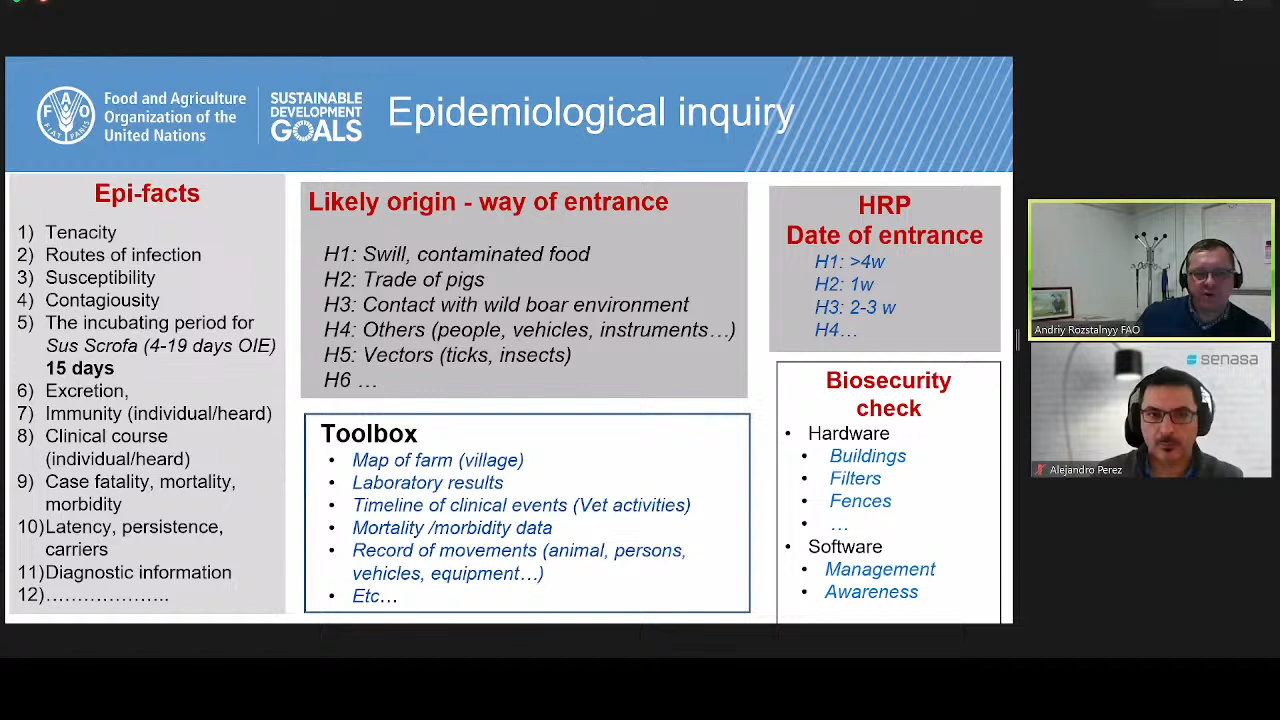 Food and Agriculture
Organization of the
United Nations
SUSTAINABLE
DEVELOPMENT
GOALS
Epidemiological inquiry
Epi-facts
1) Tenacity
2) Routes of infection
3) Susceptibility
4) Contagiousity
5) The incubating period for
Sus Scrofa (4-19 days OIE)
15 days
6) Excretion,
7) Immunity (individual/heard)
8) Clinical course
(individual/heard)
9) Case fatality, mortality,
morbidity
10)Latency, persistence,
carriers
11)Diagnostic information
12)………………..
Likely origin - way of entrance
H1: Swill, contaminated food
H2: Trade of pigs
H3: Contact with wild boar environment
H4: Others (people, vehicles, instruments…)
H5: Vectors (ticks, insects)
H6 …
Toolbox
• Map of farm (village)
• Laboratory results
• Timeline of clinical events (Vet activities)
• Mortality /morbidity data
• Record of movements (animal, persons,
vehicles, equipment…)
• Etc…
HRP
Date of entrance
H1: >4w
H2: 1w
H3: 2-3 w
H4…
Biosecurity
check
• Hardware
• Buildings
• Filters
• Fences
• …
• Software
• Management
• Awareness
Andriy Rozstalnyy FAO
senasa
Alejandro Perez